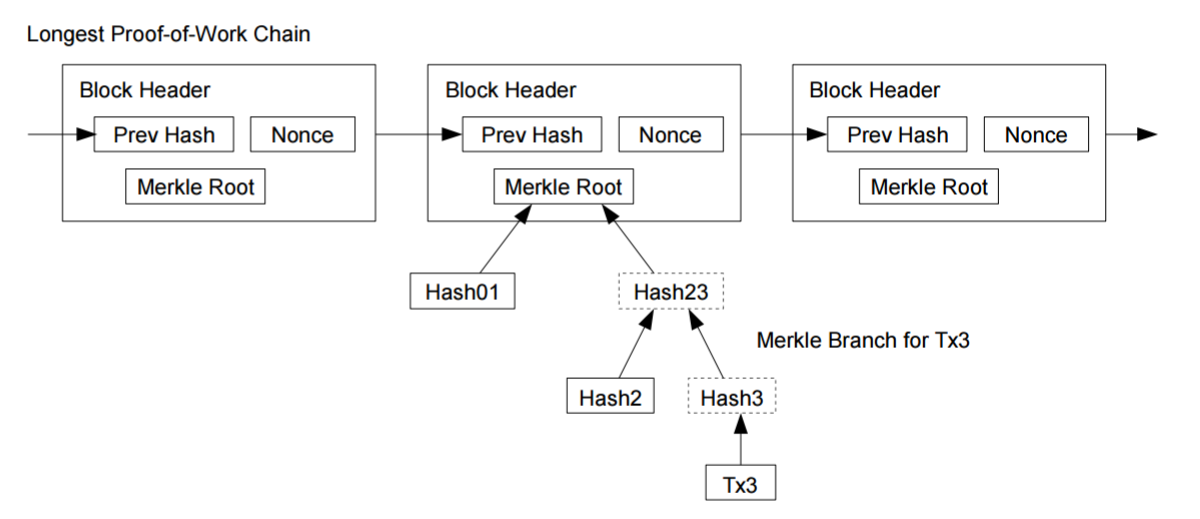 Longest Proof-of-Work Chain
Block Header
Block Header
Block Header
Prev Hash
Nonce
Prev Hash
Nonce
Prev Hash
Nonce
Merkle Root
Merkle Root
Merkle Root
Hash01
Hash23
Merkle Branch for Tx3
Hash2
Hash3
Tx3